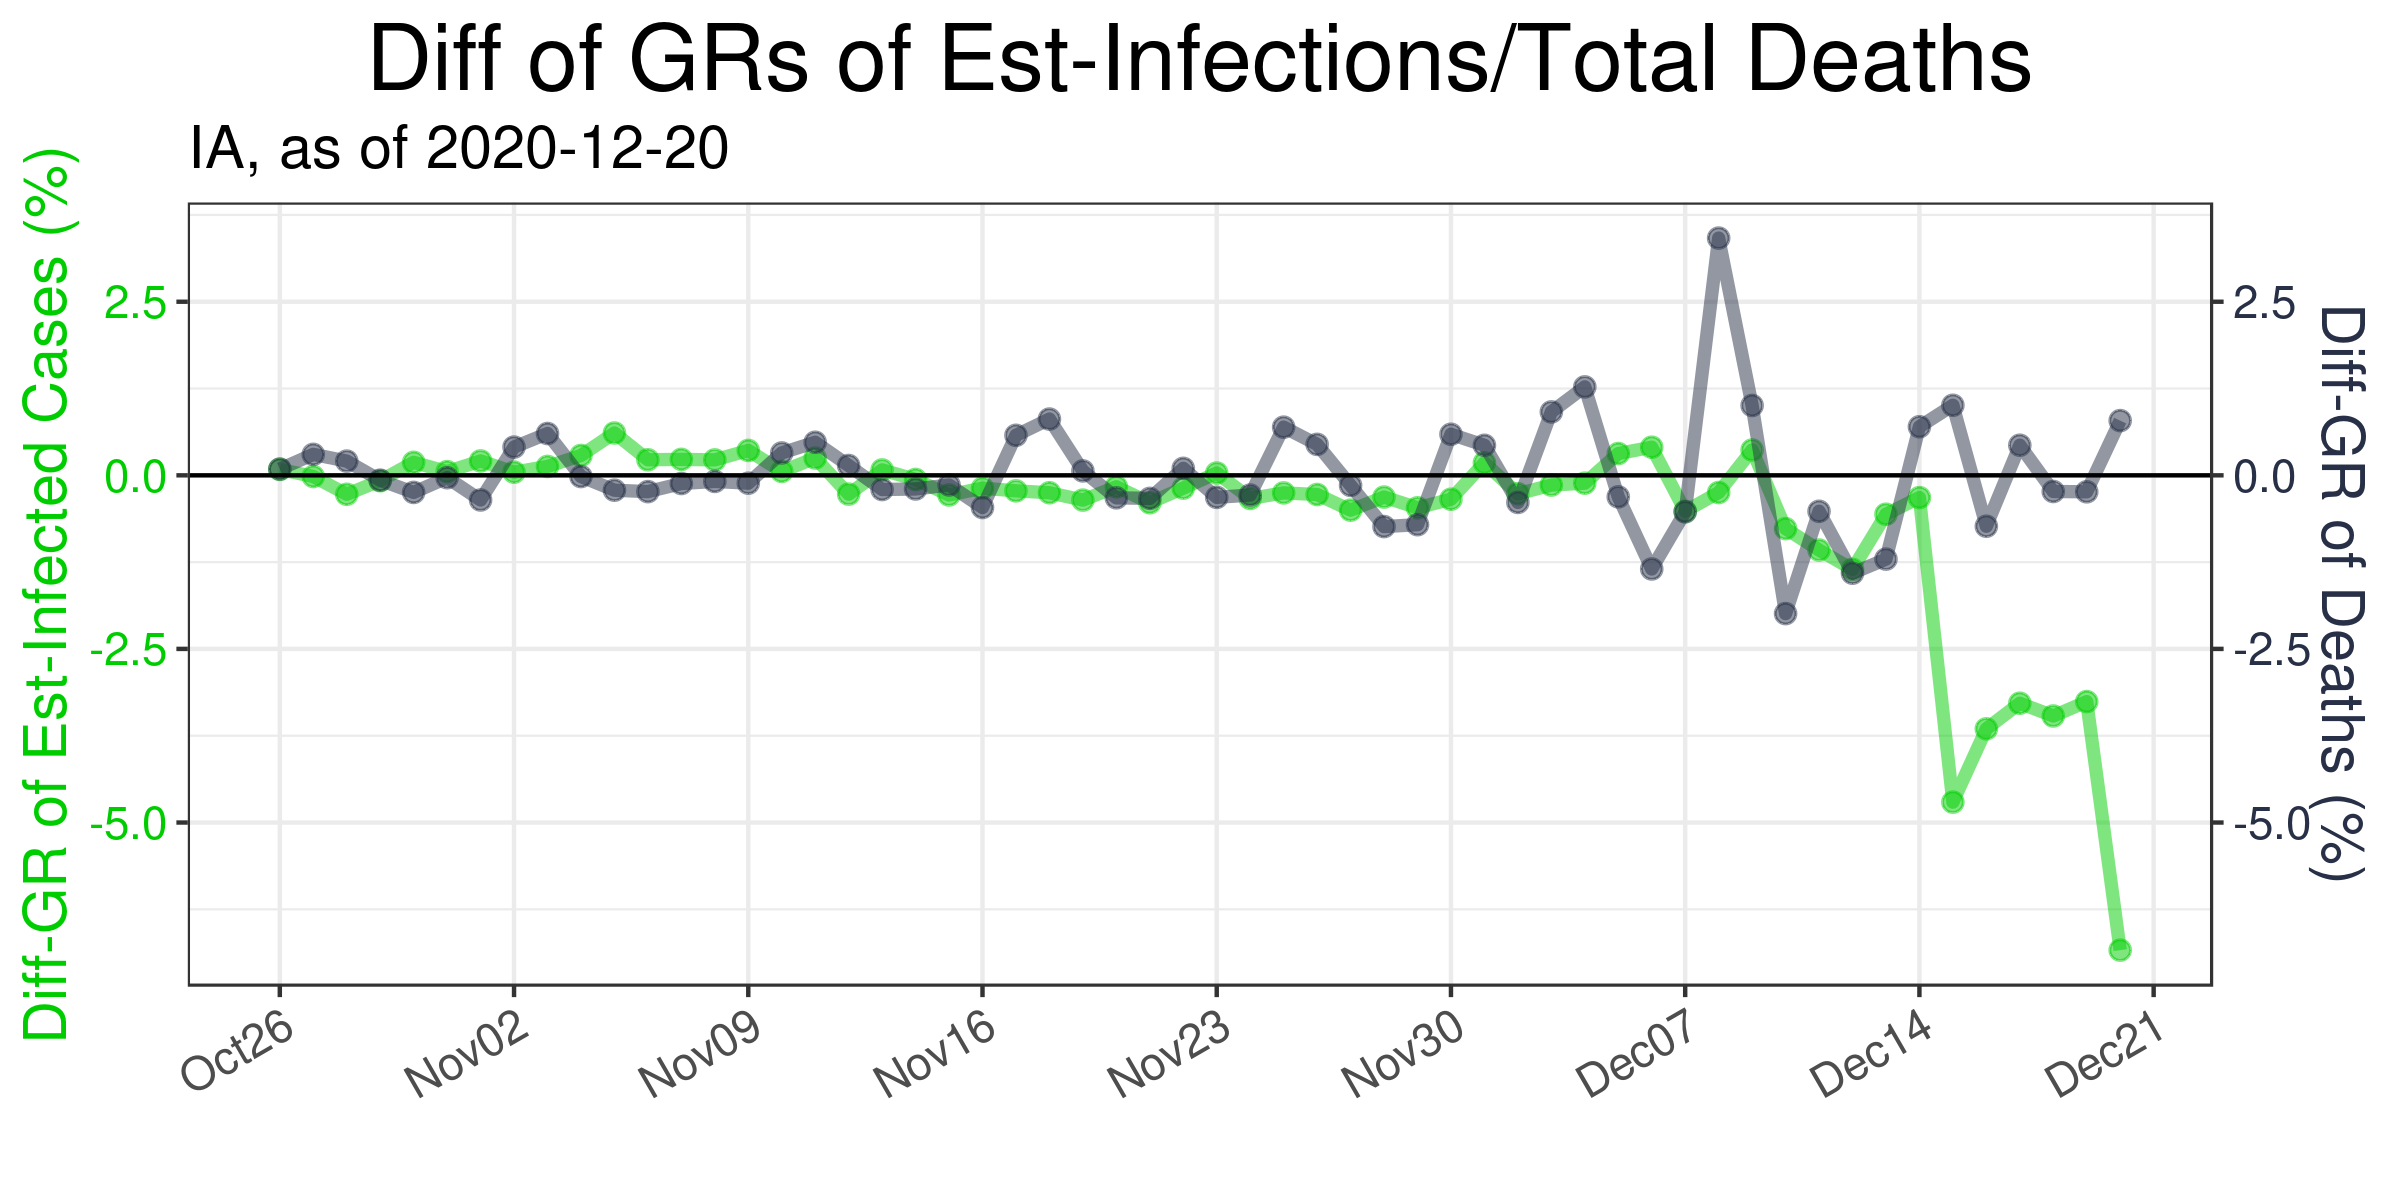 Diff of GRs of Est-Infections/Total Deaths
IA, as of 2020-12-20
Diff-GR of Est-Infected Cases (%)
2.5
0.0
-2.5
-5.0
2.5
0.0
-2.5
-5.0
Diff-GR of Deaths (%)
Oct26
Nov02
Nov09
Nov16
Nov23
Nov30
Dec07
Dec14
Dec21